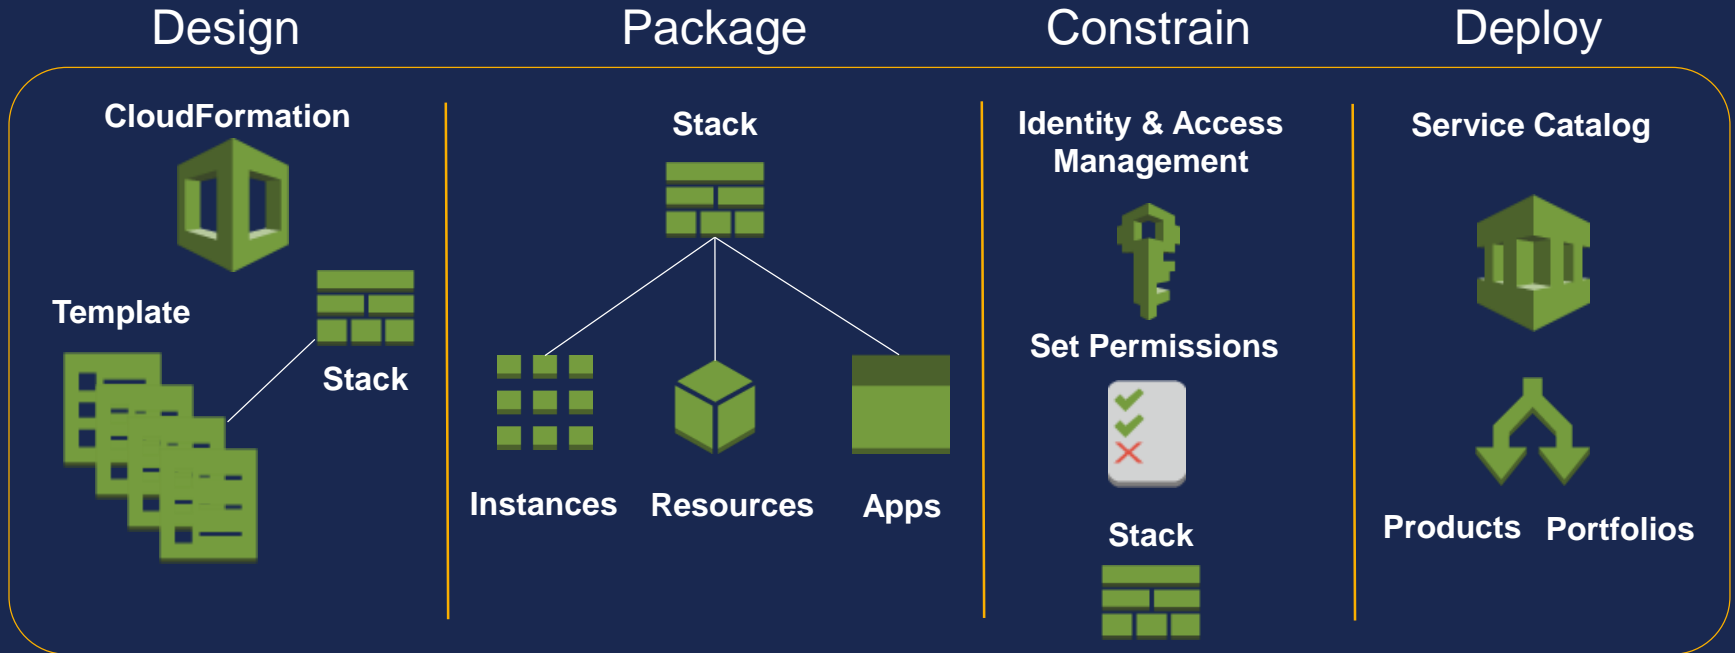 Design
Package
Constrain
Deploy
CloudFormation
Template
Stack
Stack
Instances
Resources
Apps
Identity & Access
Management
Set Permissions
Stack
Service Catalog
Products
Portfolios